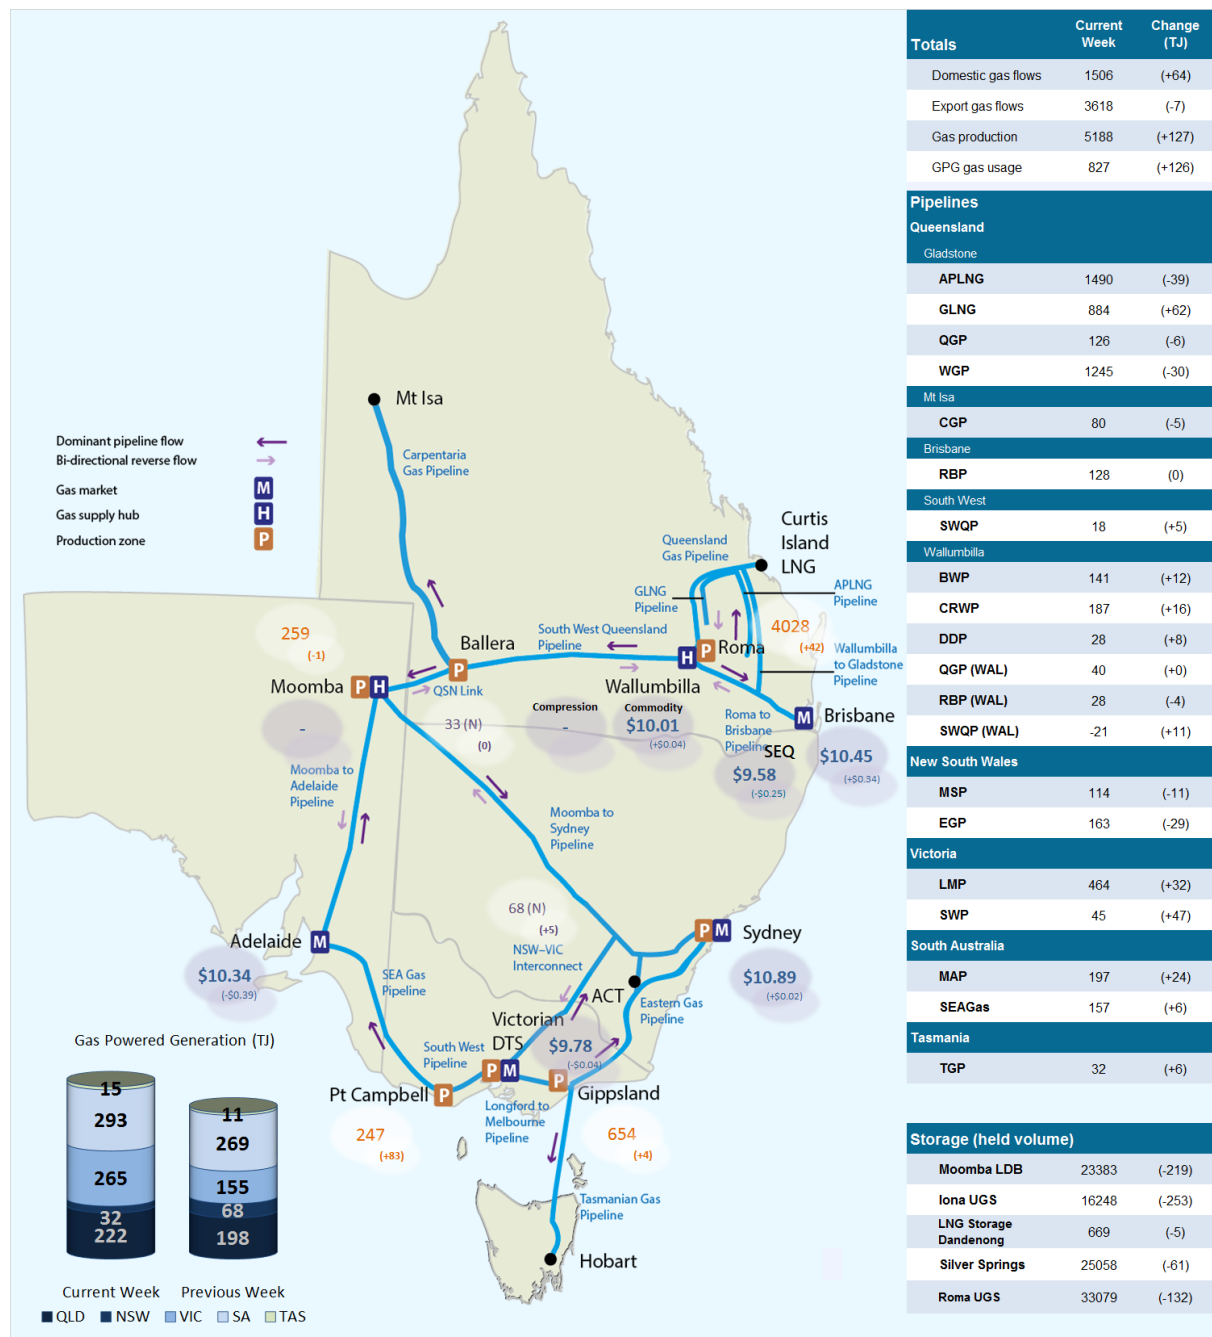 Mt Isa
Dominant pipeline flow
Bi-directional reverse flow
Gas market M
Gas supply hub H
Production zone P
Carpentaria
Gas Pipeline
Curtis
Island
LNG
Queensland
Gas Pipeline
APLNG
Pipeline
GLNG
Pipeline
259
(-1)
4028
(+42)
Ballera
South West Queensland
Pipeline
P
H P Roma
Wallumbilla
to Gladstone
Pipeline
Moomba P H
QSN Link
Wallumbilla
Compression
-
Commodity
$10.01
(+$0.04)
M Brisbane
Roma to
Brisbane
Pipeline
SEQ
$9.58
(-$0.25)
$10.45
(+$0.34)
-
33 (N)
(0)
Moomba to
Adelaide
Pipeline
Moomba to
Sydney
Pipeline
68 (N)
(+5)
NSW–VIC
Interconnect
P M Sydney
Adelaide M
$10.34
(-$0.39)
$10.89
(+$0.02)
SEA Gas
Pipeline
ACT
Eastern Gas
Pipeline
Victorian
DTS
$9.78
(-$0.04)
South West
Pipeline
P M
P
Gippsland
Pt Campbell P
Longford to
Melbourne
Pipeline
247
(+83)
654
(+4)
Tasmanian Gas
Pipeline
Hobart
Gas Powered Generation (TJ)
15
293
265
32
222
11
269
155
68
198
Current Week Previous Week
QLD NSW VIC SA TAS
Totals Current Week Change (TJ)
Domestic gas flows 1506 (+64)
Export gas flows 3618 (-7)
Gas production 5188 (+127)
GPG gas usage 827 (+126)
Pipelines
Queensland
Gladstone
APLNG 1490 (-39)
GLNG 884 (+62)
QGP 126 (-6)
WGP 1245 (-30)
Mt Isa
CGP 80 (-5)
Brisbane
RBP 128 (0)
South West
SWQP 18 (+5)
Wallumbilla
BWP 141 (+12)
CRWP 187 (+16)
DDP 28 (+8)
QGP (WAL) 40 (+0)
RBP (WAL) 28 (-4)
SWQP (WAL) -21 (+11)
New South Wales
MSP 114 (-11)
EGP 163 (-29)
Victoria
LMP 464 (+32)
SWP 45 (+47)
South Australia
MAP 197 (+24)
SEAGas 157 (+6)
Tasmania
TGP 32 (+6)
Storage (held volume)
Moomba LDB 23383 (-219)
Iona UGS 16248 (-253)
LNG Storage
Dandenong 669 (-5)
Silver Springs 25058 (-61)
Roma UGS 33079 (-132)